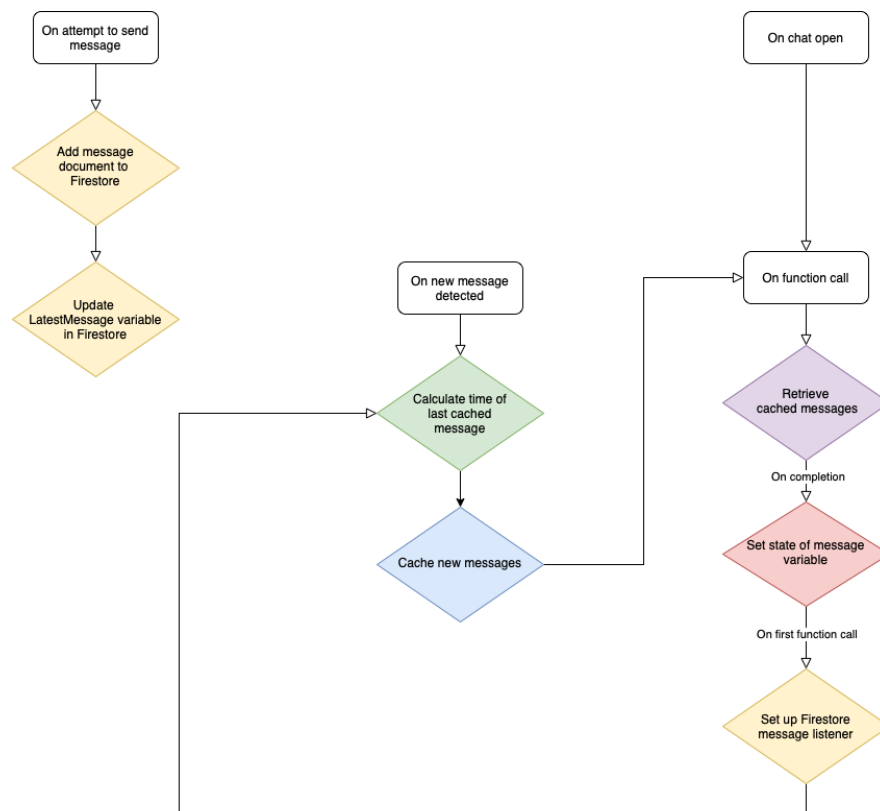 On attempt to send
message
On chat open
Add message
document to
Firestore
On new message
detected
On function call
Update
LatestMessage variable
in Firestore
Calculate time of
last cached
message
Retrieve
cached messages
On completion
Cache new messages
Set state of message
variable
On first function call
Set up Firestore
message listener